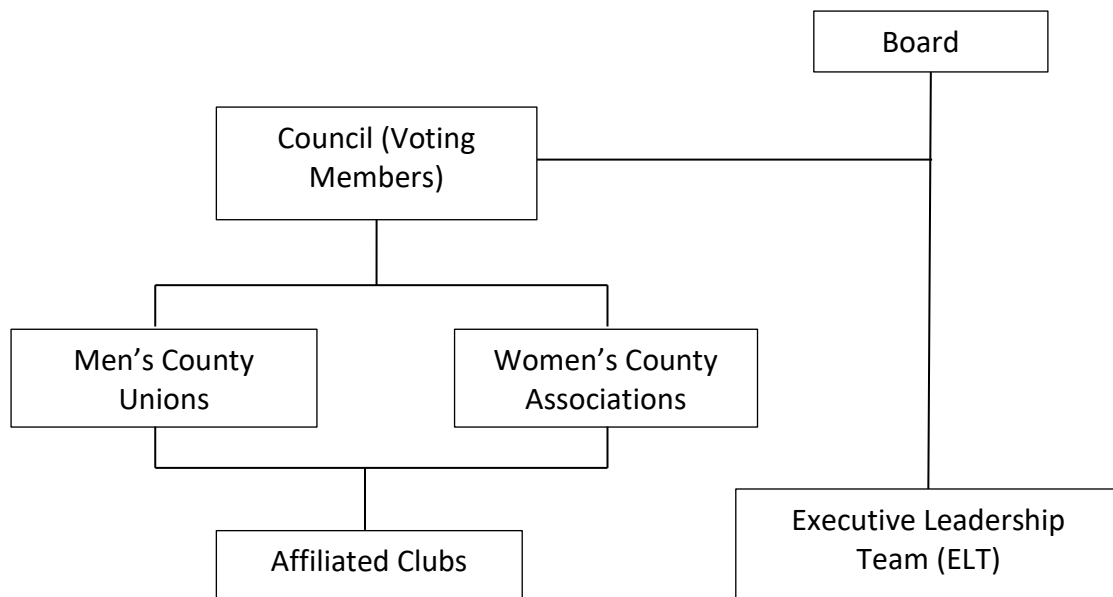 Board
Council (Voting
Members)
Men’s County
Unions
Women’s County
Associations
Executive Leadership
Team (ELT)
Affiliated Clubs